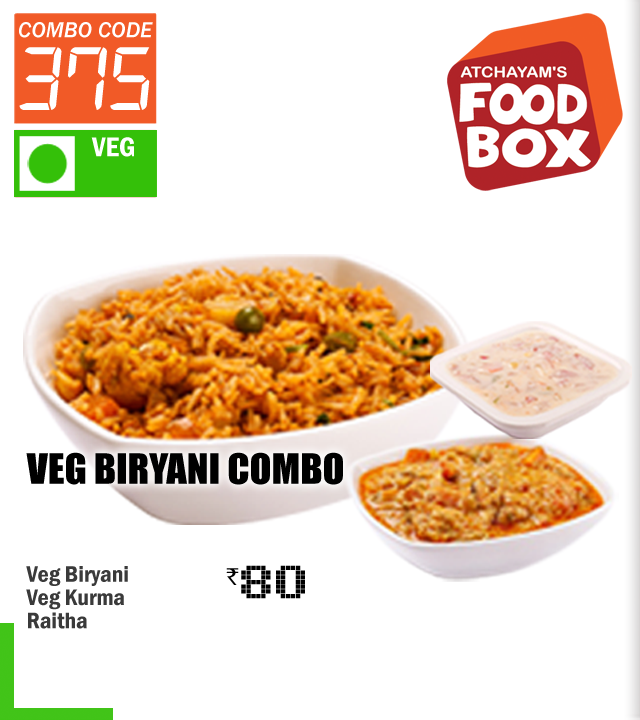 COMBO CODE
375
VEG
ATCHAYAM'S
FOOD
BOX
VEG BIRYANI COMBO
Veg Biryani
Veg Kurma
Raitha
₹80